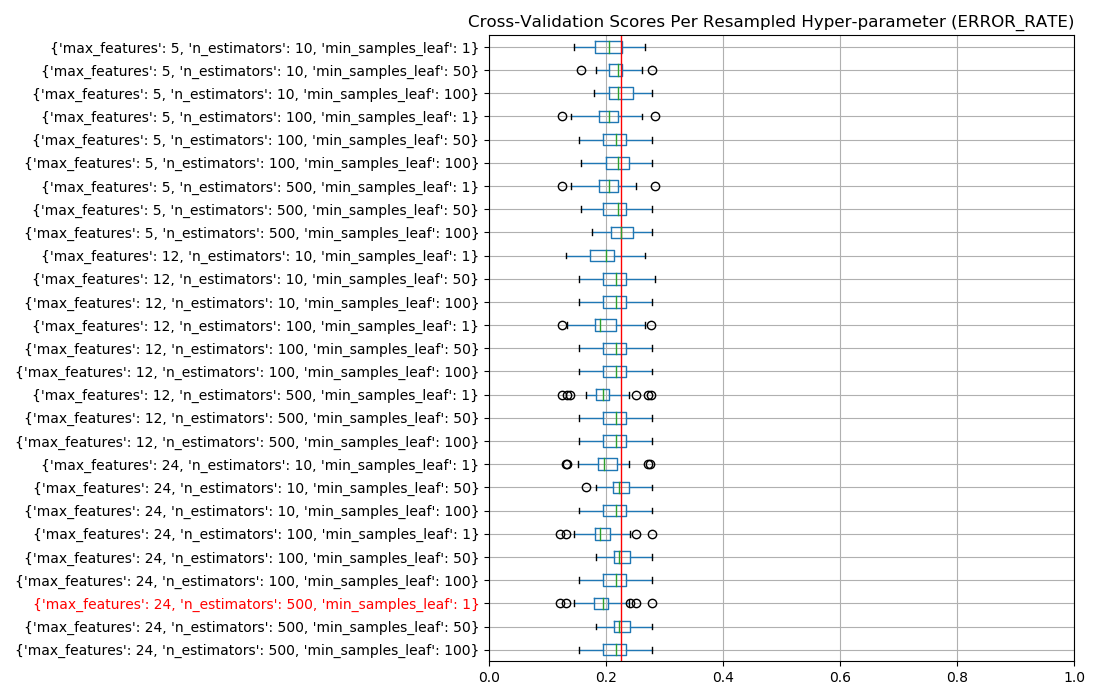 Cross-Validation Scores Per Resampled Hyper-parameter (ERROR_RATE)
{'max_features': 5, 'n_estimators': 10, 'min_samples_leaf': 1}
{'max_features': 5, 'n_estimators': 10, 'min_samples_leaf': 50}
{'max_features': 5, 'n_estimators': 10, 'min_samples_leaf': 100}
{'max_features': 5, 'n_estimators': 100, 'min_samples_leaf': 1}
{'max_features': 5, 'n_estimators': 100, 'min_samples_leaf': 50}
{'max_features': 5, 'n_estimators': 100, 'min_samples_leaf': 100}
{'max_features': 5, 'n_estimators': 500, 'min_samples_leaf': 1}
{'max_features': 5, 'n_estimators': 500, 'min_samples_leaf': 50}
{'max_features': 5, 'n_estimators': 500, 'min_samples_leaf': 100}
{'max_features': 12, 'n_estimators': 10, 'min_samples_leaf': 1}
{'max_features': 12, 'n_estimators': 10, 'min_samples_leaf': 50}
{'max_features': 12, 'n_estimators': 10, 'min_samples_leaf': 100}
{'max_features': 12, 'n_estimators': 100, 'min_samples_leaf': 1}
{'max_features': 12, 'n_estimators': 100, 'min_samples_leaf': 50}
{'max_features': 12, 'n_estimators': 100, 'min_samples_leaf': 100}
{'max_features': 12, 'n_estimators': 500, 'min_samples_leaf': 1}
{'max_features': 12, 'n_estimators': 500, 'min_samples_leaf': 50}
{'max_features': 12, 'n_estimators': 500, 'min_samples_leaf': 100}
{'max_features': 24, 'n_estimators': 10, 'min_samples_leaf': 1}
{'max_features': 24, 'n_estimators': 10, 'min_samples_leaf': 50}
{'max_features': 24, 'n_estimators': 10, 'min_samples_leaf': 100}
{'max_features': 24, 'n_estimators': 100, 'min_samples_leaf': 1}
{'max_features': 24, 'n_estimators': 100, 'min_samples_leaf': 50}
{'max_features': 24, 'n_estimators': 100, 'min_samples_leaf': 100}
{'max_features': 24, 'n_estimators': 500, 'min_samples_leaf': 1}
{'max_features': 24, 'n_estimators': 500, 'min_samples_leaf': 50}
{'max_features': 24, 'n_estimators': 500, 'min_samples_leaf': 100}
0.0 0.2 0.4 0.6 0.8 1.0